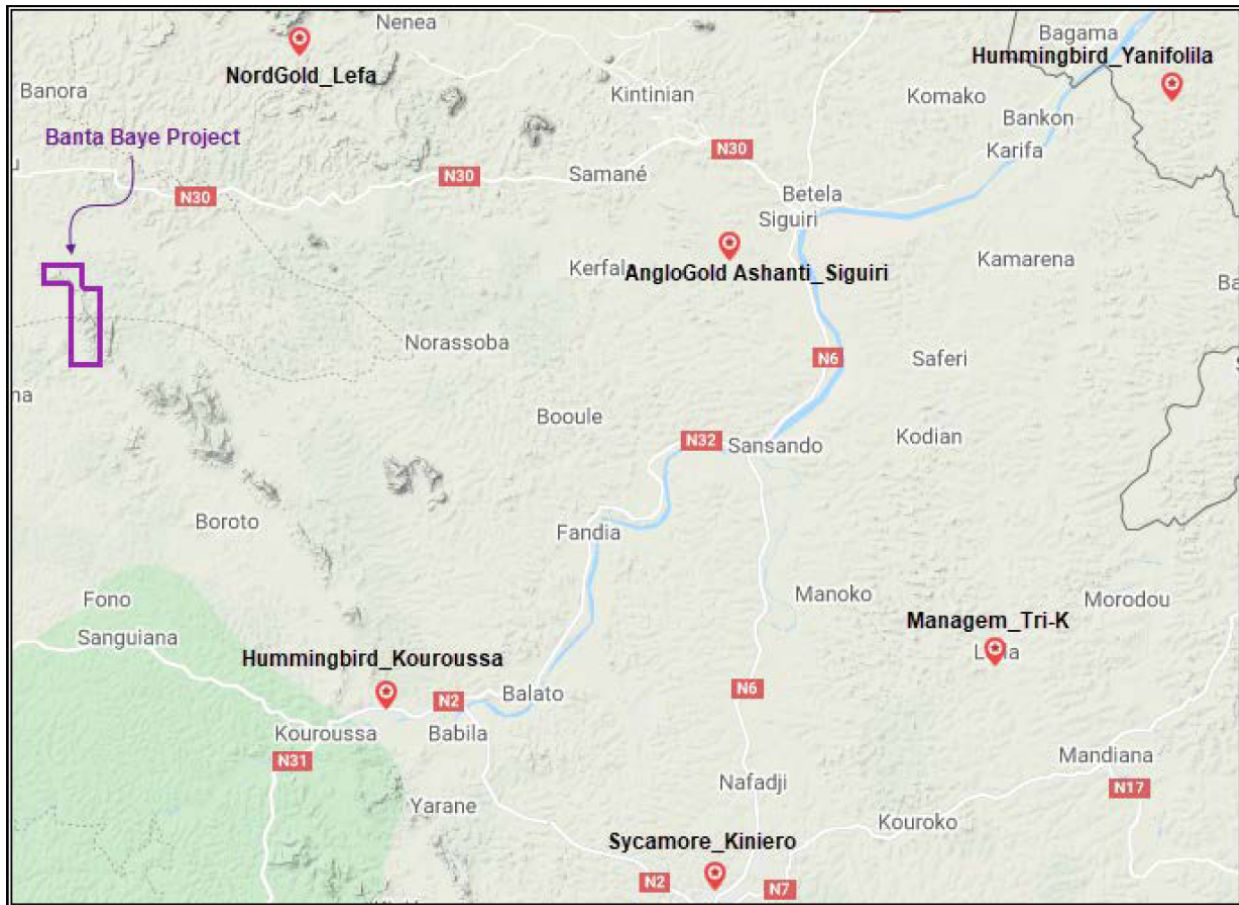 Nenea
Bagama
Hummingbird_Yanifolila
NordGold_Lefa
Banora
Kintinian
Komako
Bankon
Banta Baye Project
N30
Karifa
N30
N30
Samané
Betela
Siguiri
Kerfal
AngloGold Ashanti_Siguiri
Kamarena
Ba
Norassoba
N6
Saferi
na
Booule
N32
Sansando
Kodian
Boroto
Fandia
Fono
Manoko
Morodou
Sanguiana
Managem_Tri-K
Hummingbird_Kouroussa
N2
Balato
N6
Kouroussa
Babila
N31
Mandiana
Yarane
Nafadji
N17
Kouroko
Sycamore_Kiniero
N2
N7